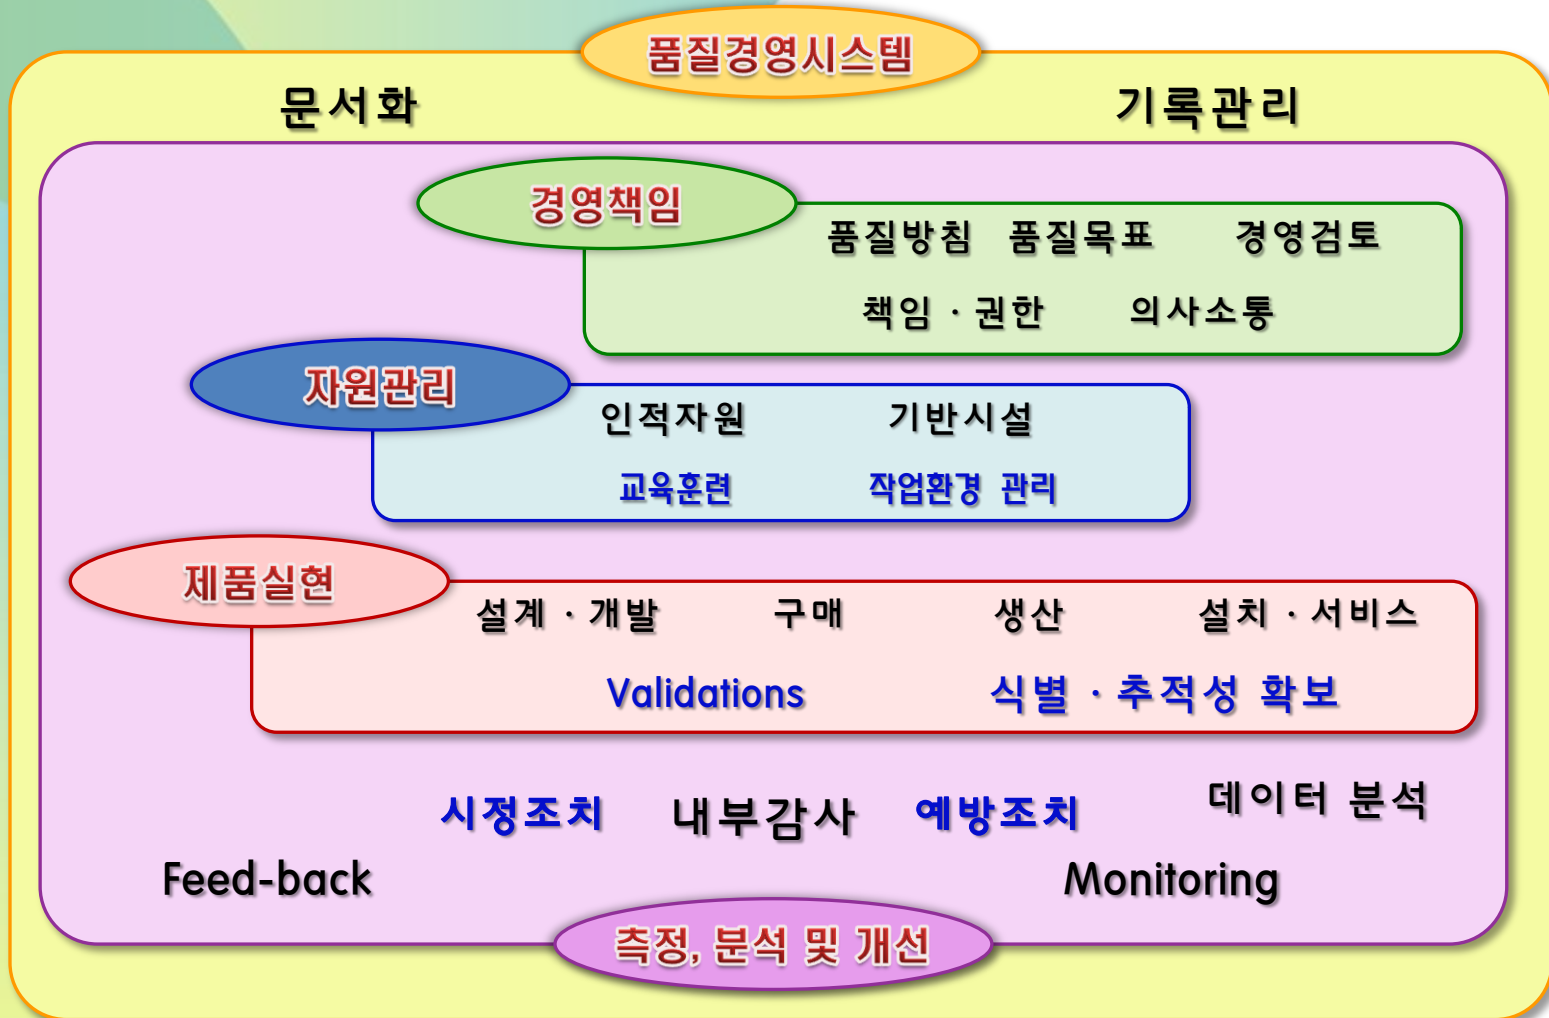 품질경영시스템
문서화 기록관리
경영책임
품질방침 품질목표 경영검토
책임 · 권한 의사소통
자원관리
인적자원 기반시설
교육훈련 작업환경 관리
제품실현
설계 · 개발 구매 생산 설치 · 서비스
Validations 식별 · 추적성 확보
시정조치 내부감사 예방조치 데이터 분석
Feed-back Monitoring
측정, 분석 및 개선